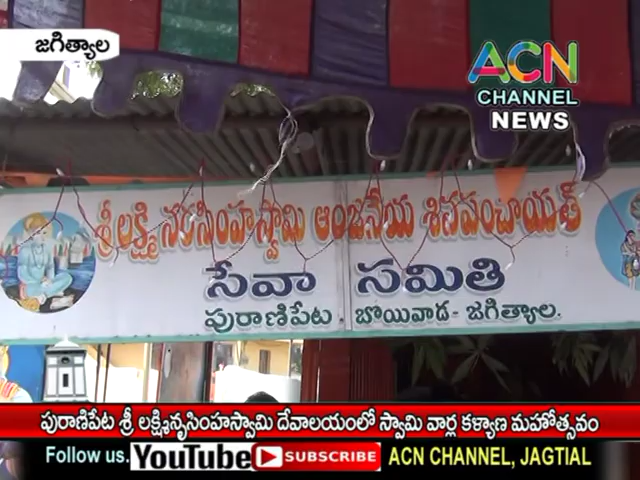 జగిత్యాల
ACN
CHANNEL
NEWS
శ్రీ లక్ష్మి నరసింహస్వామి ఆంజనేయ శివపంచాయత్
సేవా సమితి
పురాణిపేట బోయివాడ - జగిత్యాల.
పురాణిపేట శ్రీ లక్ష్మీనృసింహస్వామి దేవాలయంలో స్వామి వార్ల కళ్యాణ మహోత్సవం
Follow us. YouTube SUBSCRIBE ACN CHANNEL, JAGTIAL